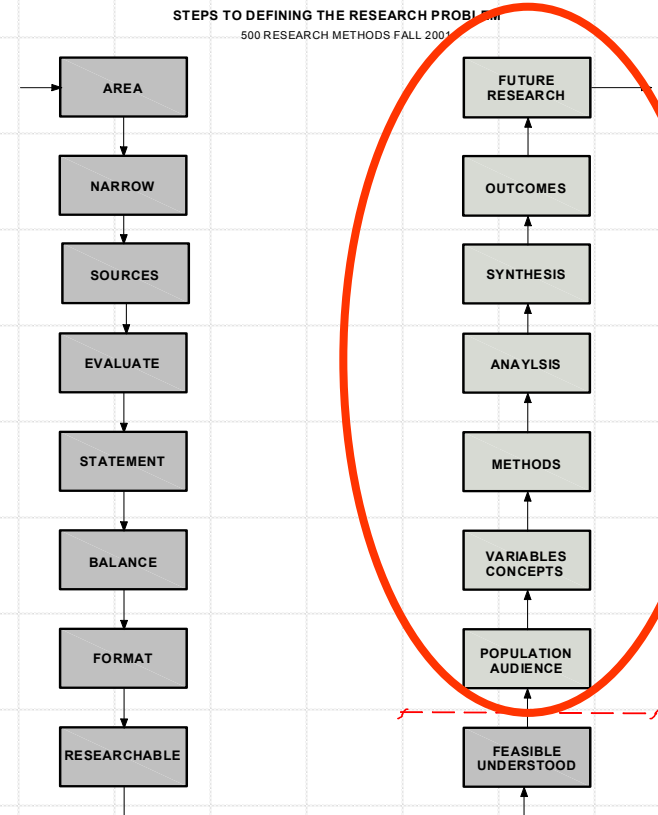 STEPS TO DEFINING THE RESEARCH PROBLEM
500 RESEARCH METHODS FALL 2001
AREA
NARROW
SOURCES
EVALUATE
STATEMENT
BALANCE
FORMAT
RESEARCHABLE
FUTURE
RESEARCH
OUTCOMES
SYNTHESIS
ANAYLSIS
METHODS
VARIABLES
CONCEPTS
POPULATION
AUDIENCE
FEASIBLE
UNDERSTOOD